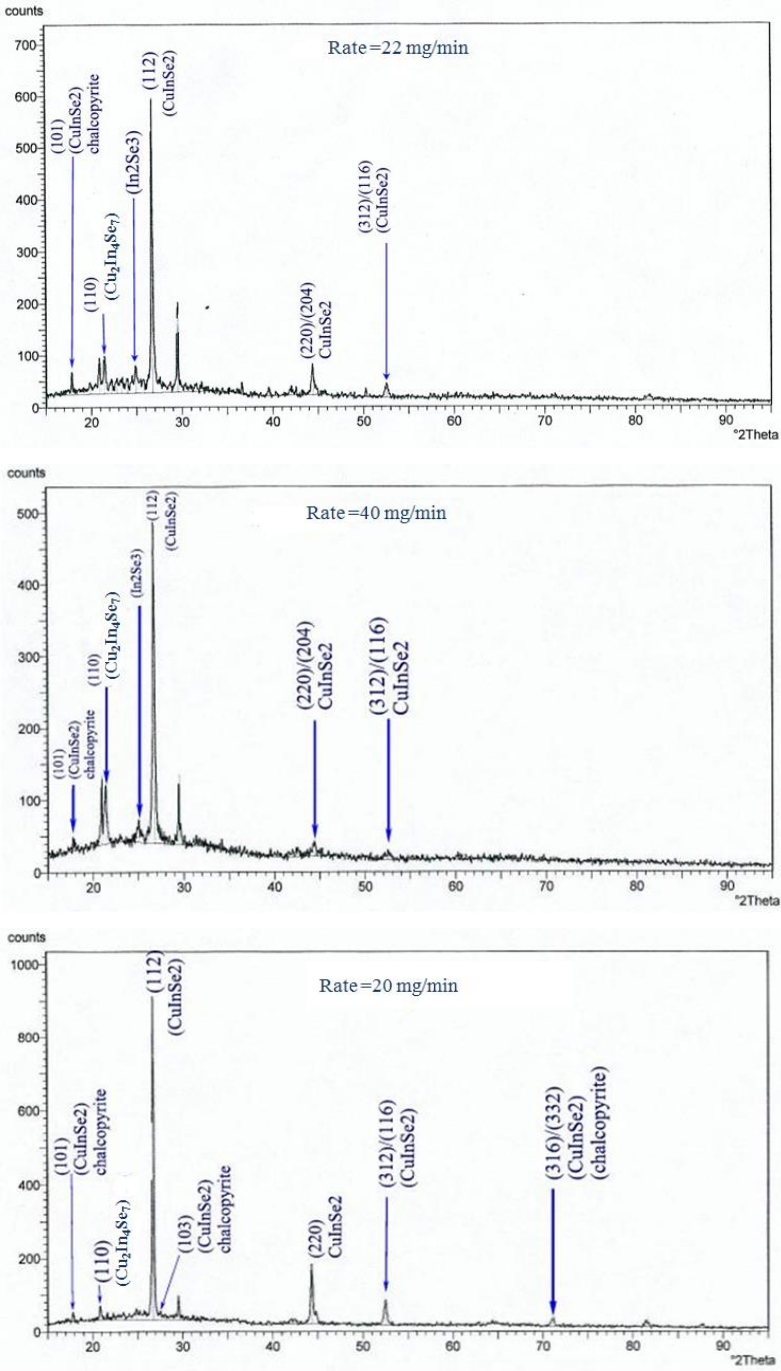 counts
700
Rate=22 mg/min
600
500
400
300
200
100
0
(101)
(CuInSe2)
chalcopyrite
(110)
(Cu₂In₄Se₇)
(In2Se3)
(112)
(CuInSe2)
(220)/(204)
CuInSe2
(312)/(116)
(CuInSe2)
20 30 40 50 60 70 80 90
°2Theta
counts
500
Rate=40 mg/min
400
300
200
100
0
(101)
(CuInSe2)
chalcopyrite
(110)
(Cu₂In₄Se₇)
(In2Se3)
(112)
(CuInSe2)
(220)/(204)
CuInSe2
(312)/(116)
CuInSe2
20 30 40 50 60 70 80 90
°2Theta
counts
1000
Rate=20 mg/min
800
600
400
200
0
(101)
(CuInSe2)
chalcopyrite
(110)
(Cu₂In₄Se₇)
(112)
(CuInSe2)
(103)
(CuInSe2)
chalcopyrite
(220)
CuInSe2
(312)/(116)
(CuInSe2)
(316)/(332)
(CuInSe2)
(chalcopyrite)
20 30 40 50 60 70 80 90
°2Theta